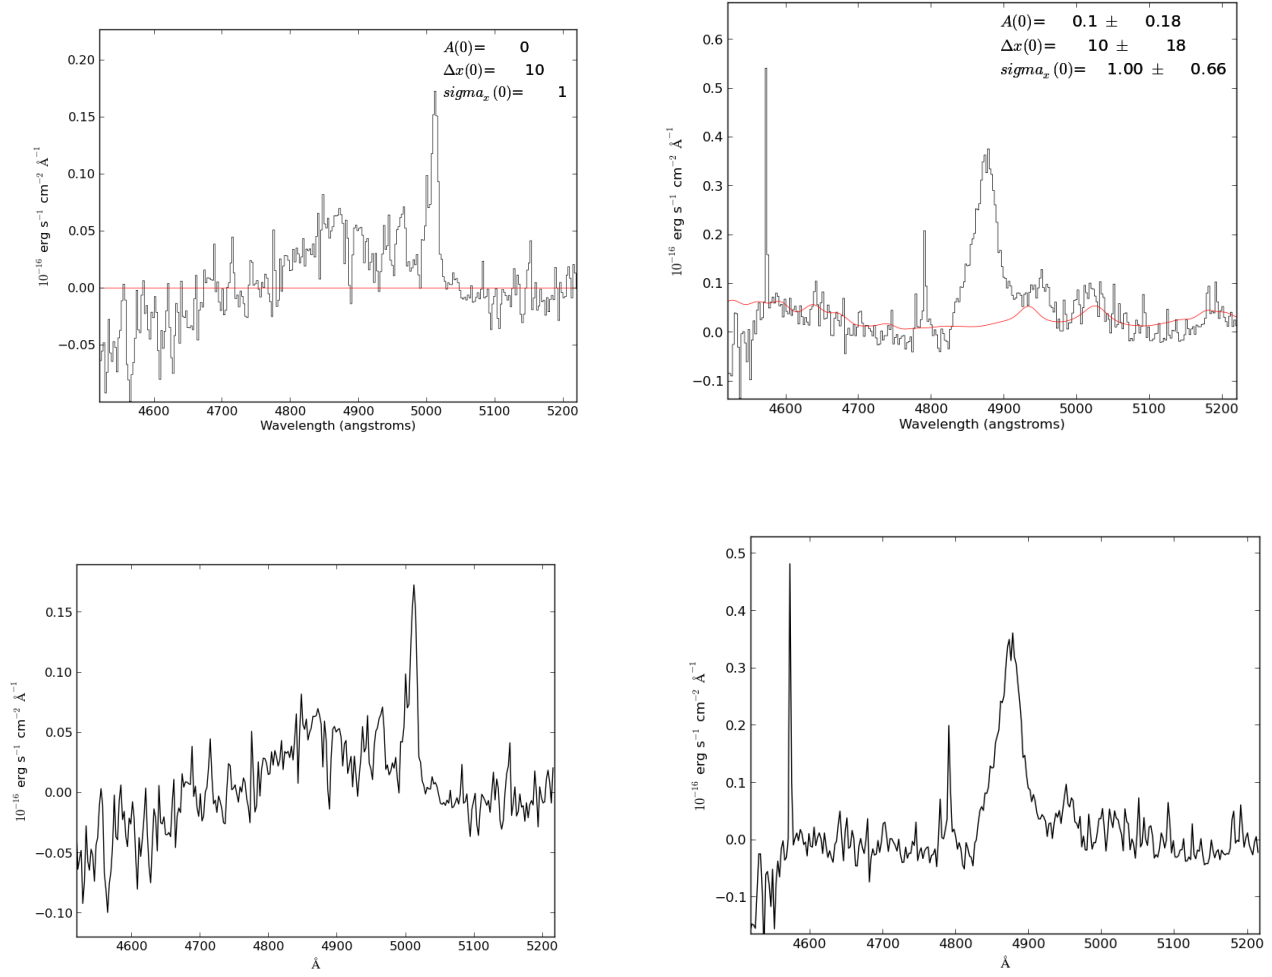 A(0)= 0
Δx(0)= 10
sigmaₓ(0)= 1
0.20
0.15
0.10
0.05
0.00
−0.05
10⁻¹⁶ erg s⁻¹ cm⁻² Å⁻¹
4600 4700 4800 4900 5000 5100 5200
Wavelength (angstroms)
A(0)= 0.1 ± 0.18
Δx(0)= 10 ± 18
sigmaₓ(0)= 1.00 ± 0.66
0.6
0.5
0.4
0.3
0.2
0.1
0.0
−0.1
10⁻¹⁶ erg s⁻¹ cm⁻² Å⁻¹
4600 4700 4800 4900 5000 5100 5200
Wavelength (angstroms)
0.15
0.10
0.05
0.00
−0.05
−0.10
10⁻¹⁶ erg s⁻¹ cm⁻² Å⁻¹
4600 4700 4800 4900 5000 5100 5200
Å
0.5
0.4
0.3
0.2
0.1
0.0
−0.1
10⁻¹⁶ erg s⁻¹ cm⁻² Å⁻¹
4600 4700 4800 4900 5000 5100 5200
Å